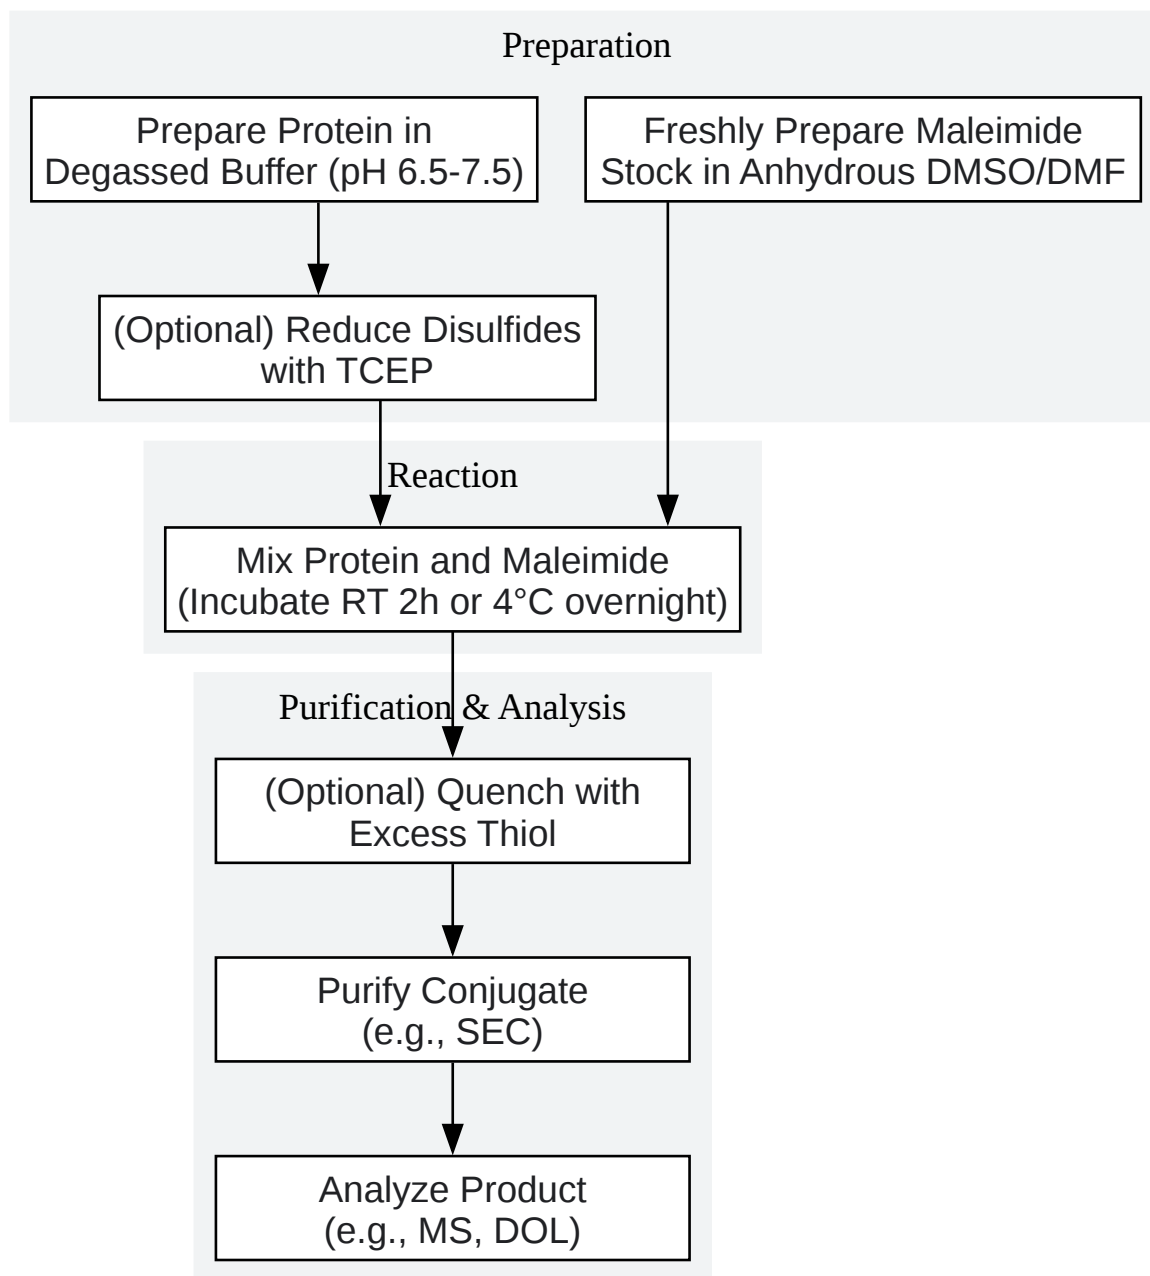 Preparation
Prepare Protein in
Degassed Buffer (pH 6.5-7.5)
Freshly Prepare Maleimide
Stock in Anhydrous DMSO/DMF
(Optional) Reduce Disulfides
with TCEP
Reaction
Mix Protein and Maleimide
(Incubate RT 2h or 4°C overnight)
Purification & Analysis
(Optional) Quench with
Excess Thiol
Purify Conjugate
(e.g., SEC)
Analyze Product
(e.g., MS, DOL)